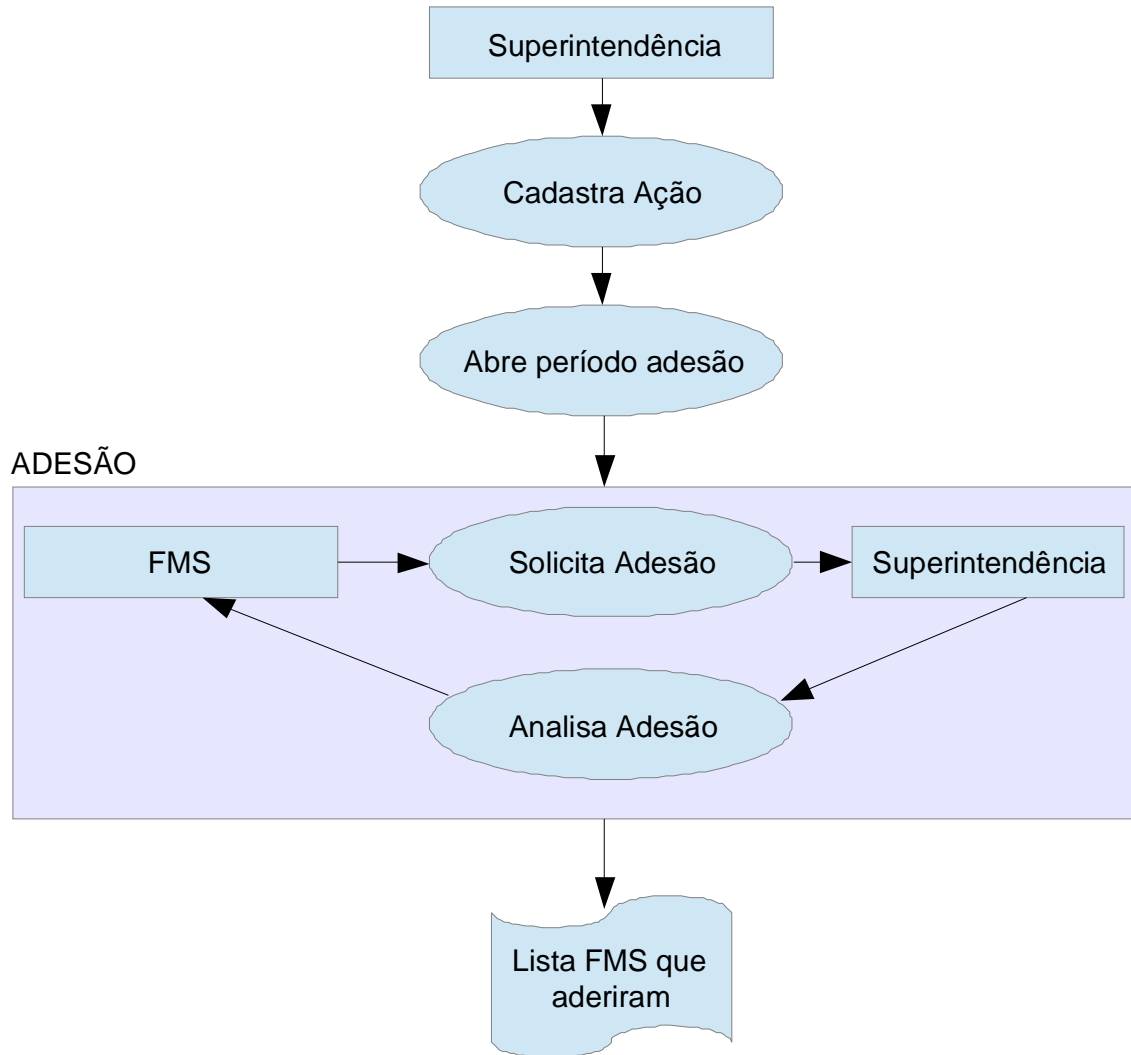 Superintendência
Cadastra Ação
Abre período adesão
ADESÃO
FMS
Solicita Adesão
Superintendência
Analisa Adesão
Lista FMS que
aderiram